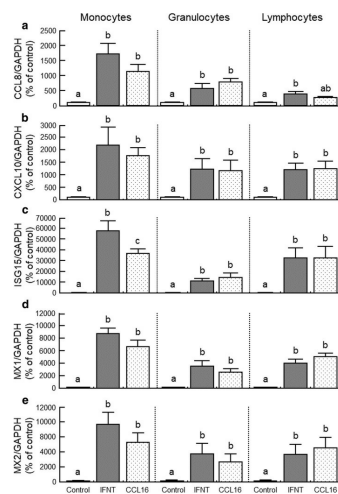 Monocytes Granulocytes Lymphocytes
a
CCL8/GAPDH
(% of control)
2500
2000
1500
1000
500
0
a b b a b b a b ab
b
CXCL10/GAPDH
(% of control)
3000
2500
2000
1500
1000
500
0
a b b a b b a b b
c
ISG15/GAPDH
(% of control)
70000
60000
50000
40000
30000
20000
10000
0
a b c a b b a b b
d
MX1/GAPDH
(% of control)
12000
10000
8000
6000
4000
2000
0
a b b a b b a b b
e
MX2/GAPDH
(% of control)
12000
10000
8000
6000
4000
2000
0
a b b a b b a b b
Control IFNT CCL16 Control IFNT CCL16 Control IFNT CCL16